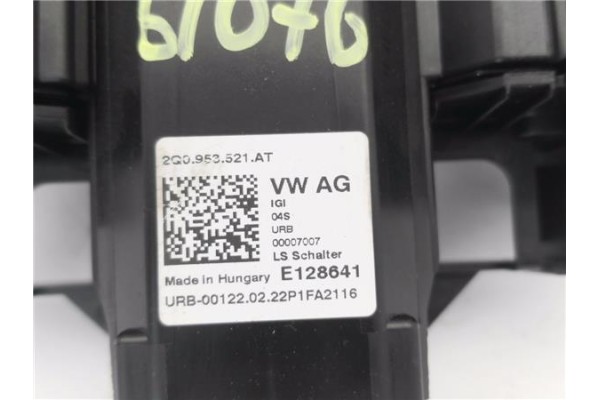 51076
2Q0.953.521.AT
VW AG
IGI
04S
URB
00007007
LS Schalter
Made in Hungary E128641
URB-00122.02.22P1FA2116